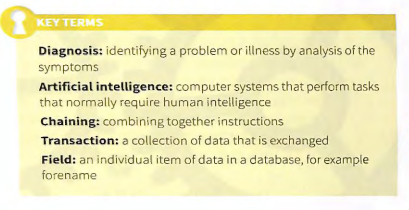 KEY TERMS
Diagnosis: identifying a problem or illness by analysis of the
symptoms
Artificial intelligence: computer systems that perform tasks
that normally require human intelligence
Chaining: combining together instructions
Transaction: a collection of data that is exchanged
Field: an individual item of data in a database, for example
forename